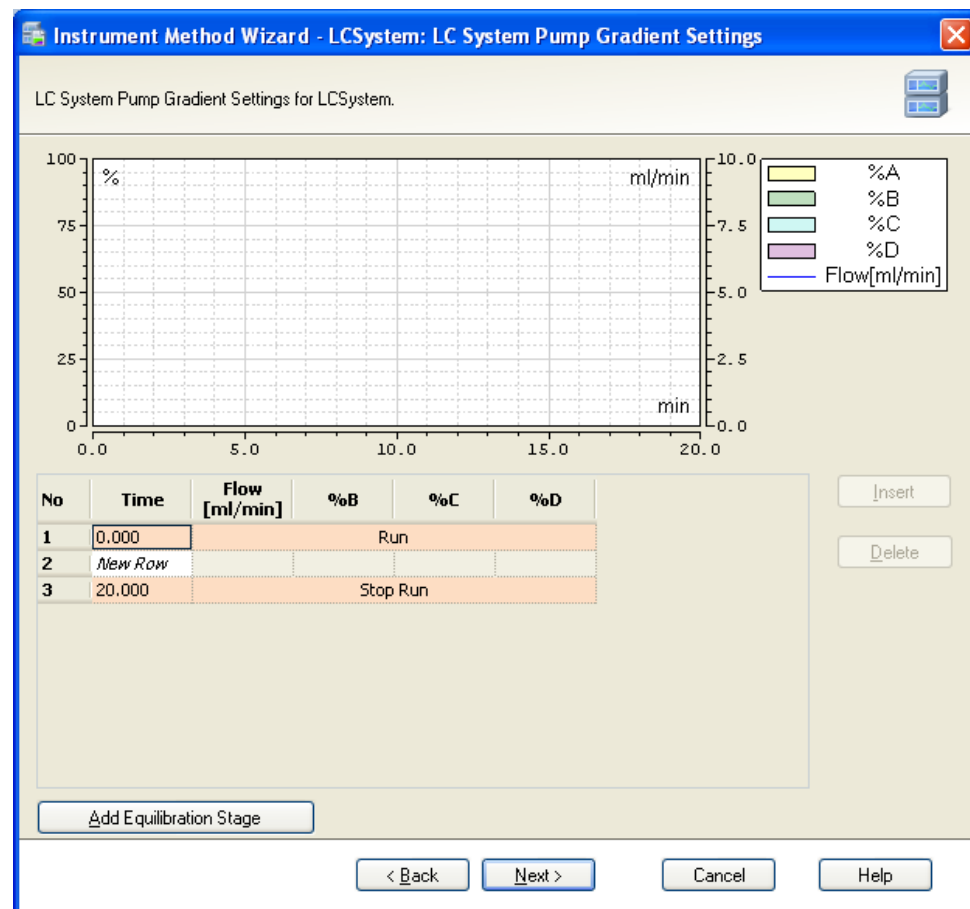 Instrument Method Wizard - LCSystem: LC System Pump Gradient Settings
LC System Pump Gradient Settings for LCSystem.
100
75
50
25
0
%
ml/min
min
10.0
7.5
5.0
2.5
0.0
0.0 5.0 10.0 15.0 20.0
%A
%B
%C
%D
Flow[ml/min]
No Time Flow [ml/min] %B %C %D
1 0.000 Run
2 New Row
3 20.000 Stop Run
Insert
Delete
Add Equilibration Stage
< Back Next > Cancel Help